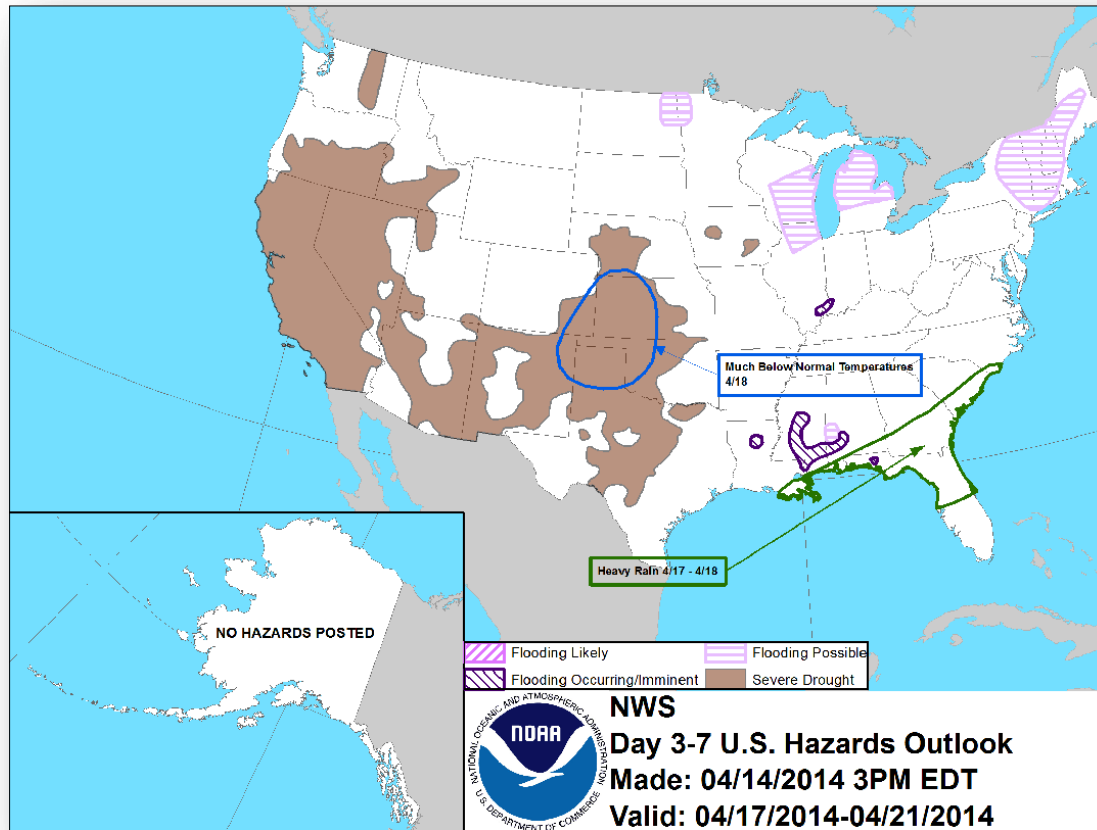 Much Below Normal Temperatures
4/18
Heavy Rain 4/17 - 4/18
NO HAZARDS POSTED
Flooding Likely
Flooding Possible
Flooding Occurring/Imminent
Severe Drought
NATIONAL OCEANIC AND ATMOSPHERIC ADMINISTRATION
U.S. DEPARTMENT OF COMMERCE
NOAA
NWS
Day 3-7 U.S. Hazards Outlook
Made: 04/14/2014 3PM EDT
Valid: 04/17/2014-04/21/2014